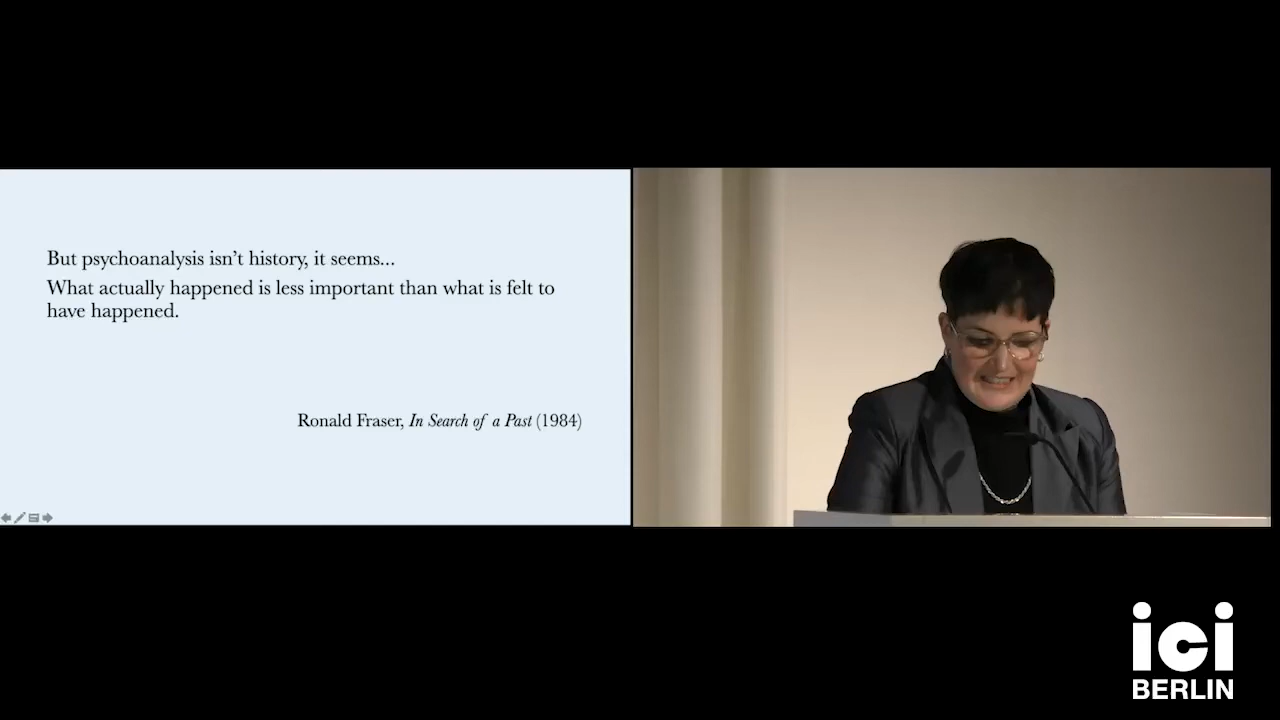 But psychoanalysis isn’t history, it seems...
What actually happened is less important than what is felt to
have happened.
Ronald Fraser, In Search of a Past (1984)
ici
BERLIN